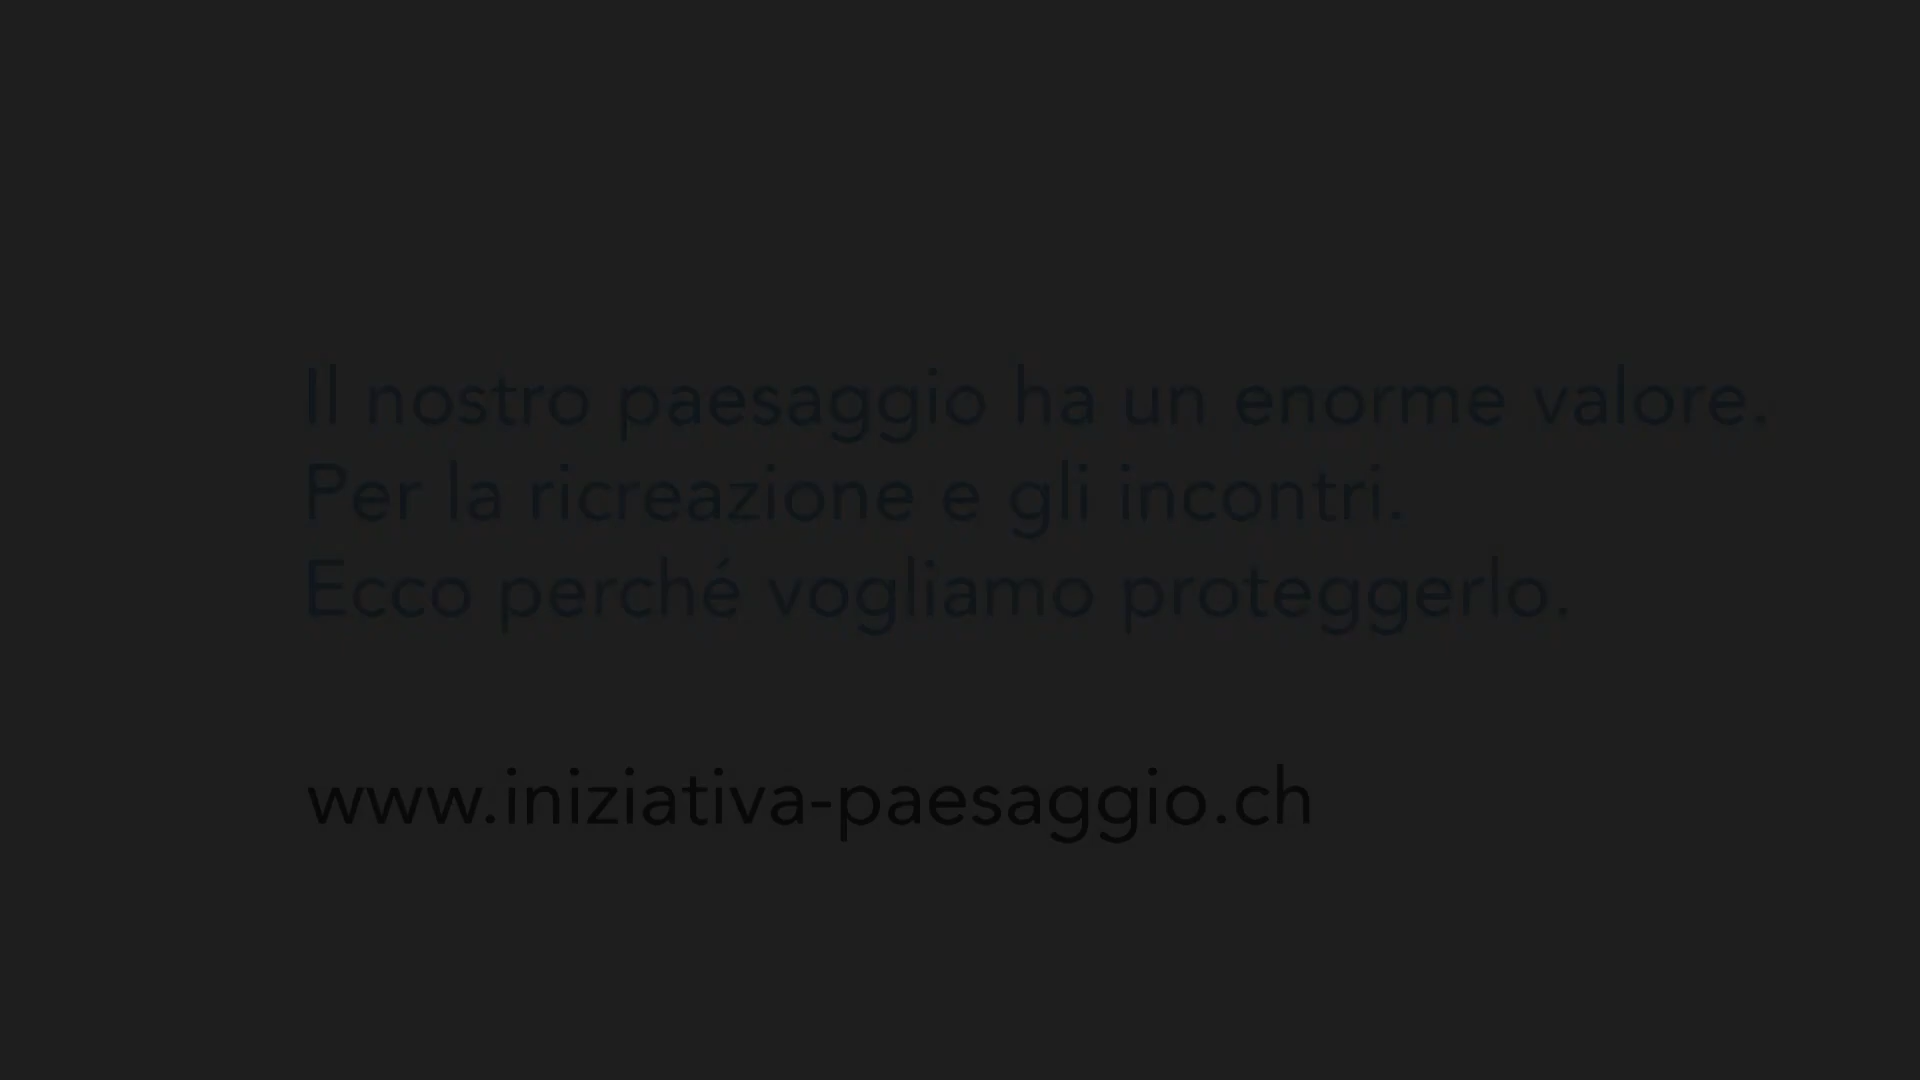 Il nostro paesaggio ha un enorme valore.
Per la ricreazione e gli incontri.
Ecco perché vogliamo proteggerlo.
www.iniziativa-paesaggio.ch